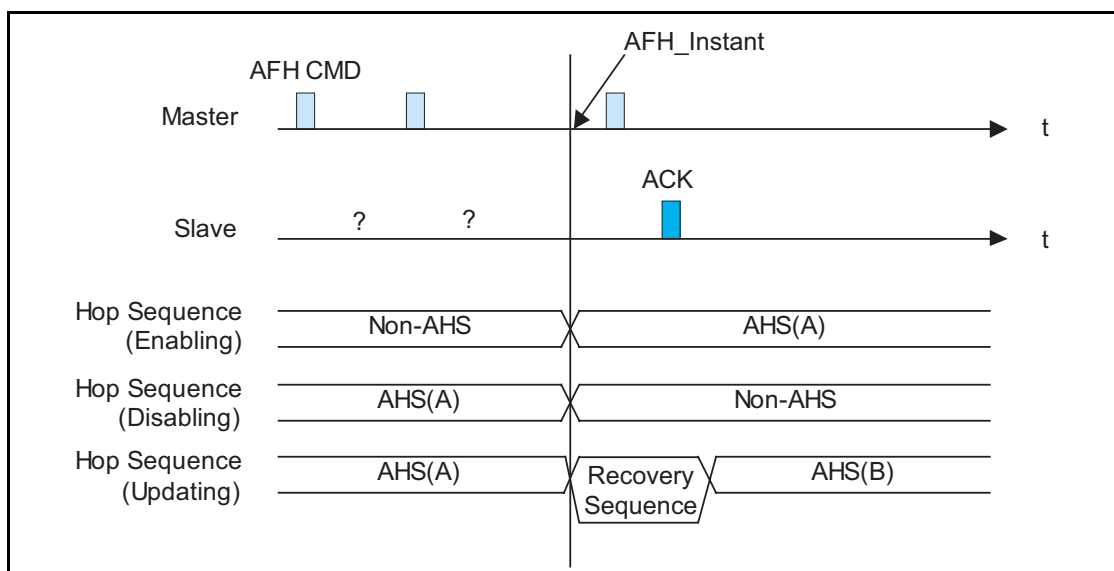 AFH_Instant
AFH CMD
Master
t
ACK
?
?
Slave
t
Hop Sequence
(Enabling)
Non-AHS
AHS(A)
Hop Sequence
(Disabling)
AHS(A)
Non-AHS
Hop Sequence
(Updating)
AHS(A)
Recovery
Sequence
AHS(B)